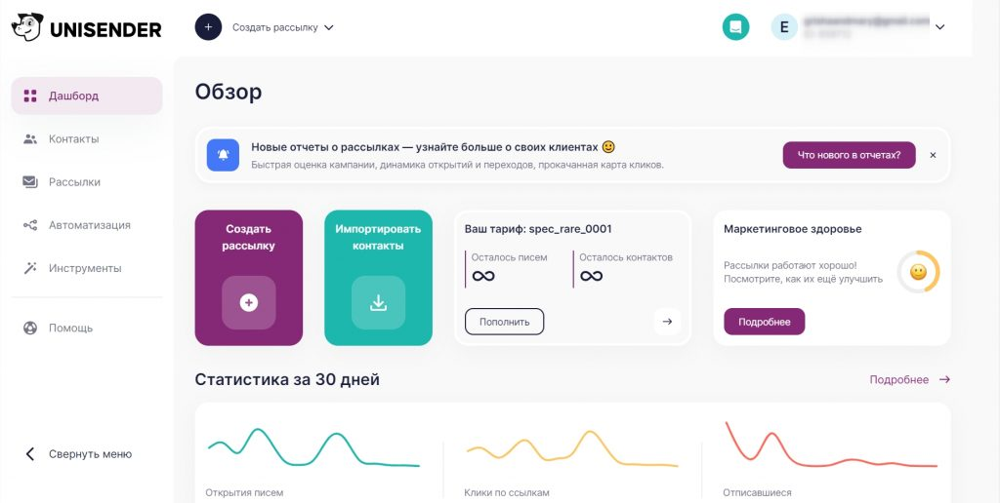 UNISENDER
+
Создать рассылку
E
Дашборд
Контакты
Рассылки
Автоматизация
Инструменты
Помощь
Свернуть меню
Обзор
Новые отчеты о рассылках — узнайте больше о своих клиентах 🙂
Быстрая оценка кампании, динамика открытий и переходов, прокачанная карта кликов.
Что нового в отчетах?
Создать
рассылку
Импортировать
контакты
Ваш тариф: spec_rare_0001
Осталось писем
∞
Осталось контактов
∞
Пополнить
Маркетинговое здоровье
Рассылки работают хорошо!
Посмотрите, как их ещё улучшить
Подробнее
Статистика за 30 дней
Подробнее
Открытия писем
Клики по ссылкам
Отписавшиеся